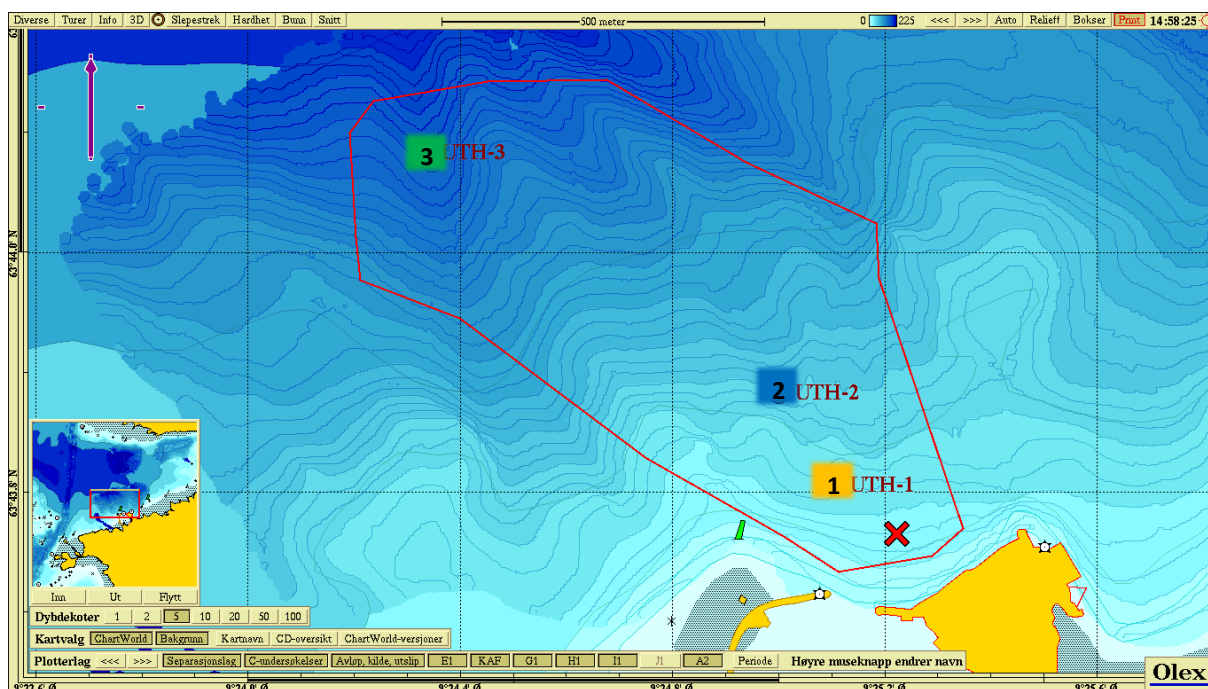 Diverse Turer Info 3D Slepestrek Hardhet Bunn Snitt 500 meter 0 225 <<< >>> Auto Relieff Bokser Print 14:58:25
3 UTH-3
63°44.0' N
2 UTH-2
1 UTH-1
Inn Ut Flytt
Dybdekoter 1 2 5 10 20 50 100
Kartvalg ChartWorld Bakgrunn Kartnavn CD-oversikt ChartWorld-versjoner
Plotterlag <<< >>> Separasjonsleg C-undersøkelser Avløp, kilde, utslip E1 KAF G1 H1 I1 J1 A2 Periode Høyre museknapp endrer navn
Olex